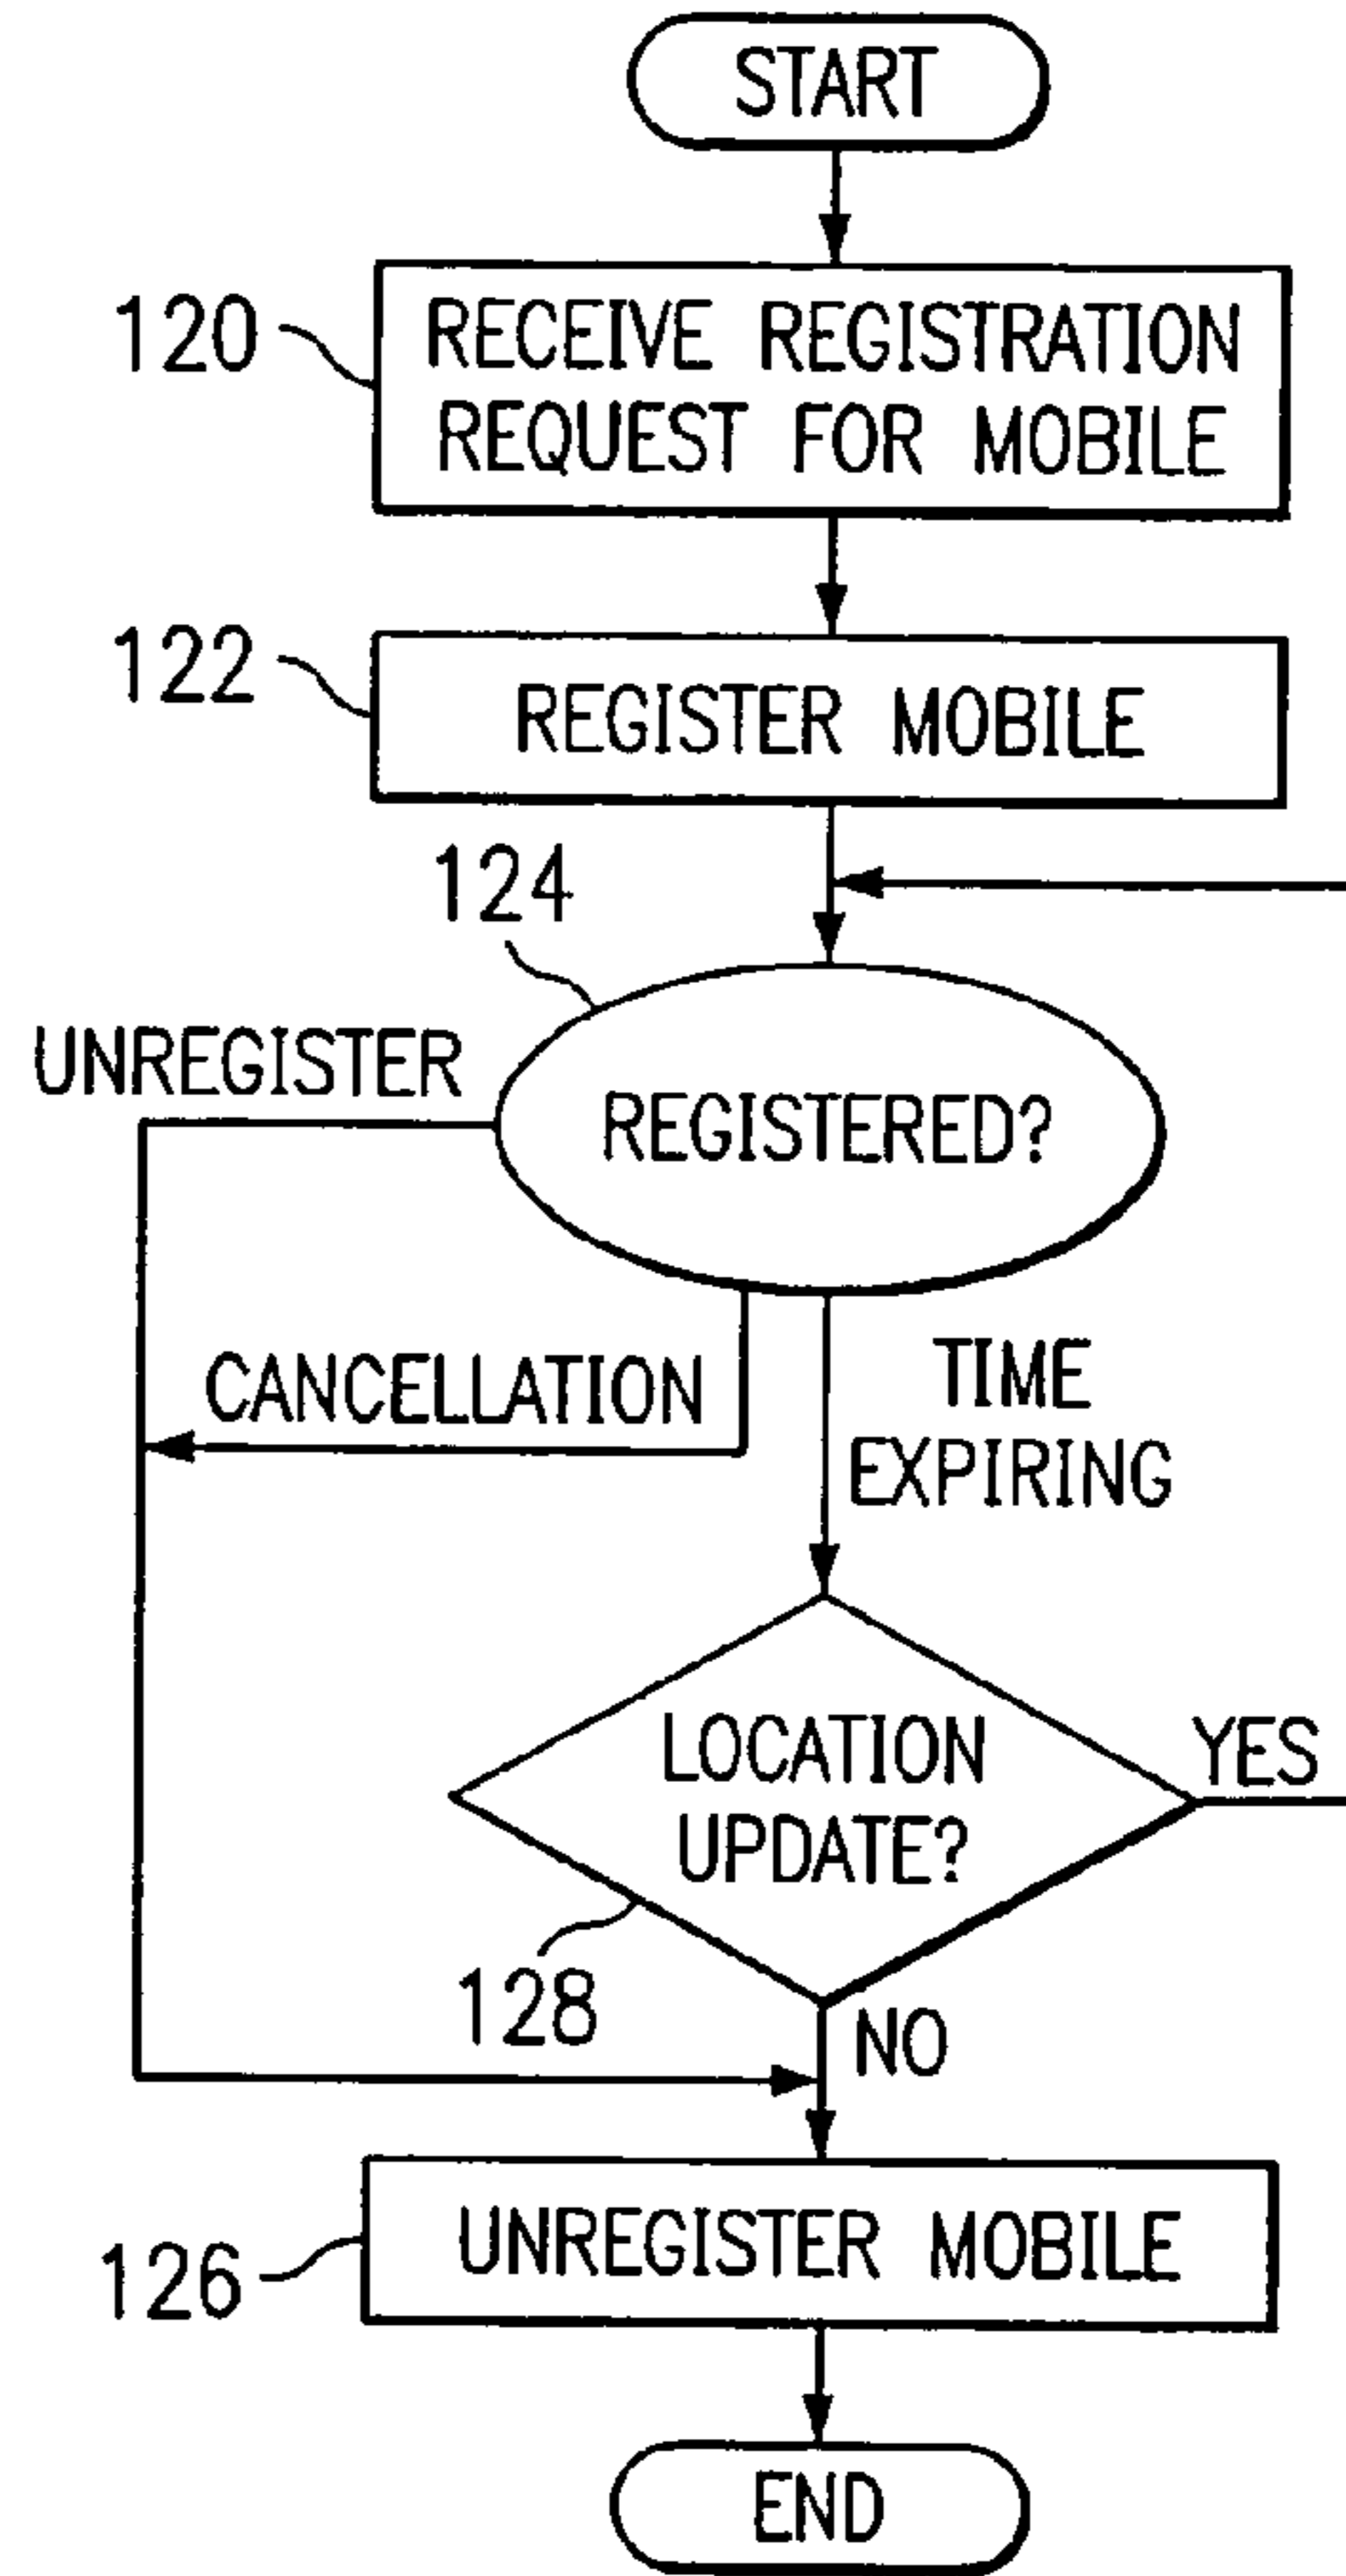 START
120
RECEIVE REGISTRATION
REQUEST FOR MOBILE
122
REGISTER MOBILE
124
UNREGISTER
REGISTERED?
CANCELLATION
TIME
EXPIRING
LOCATION
UPDATE?
YES
128
NO
126
UNREGISTER MOBILE
END